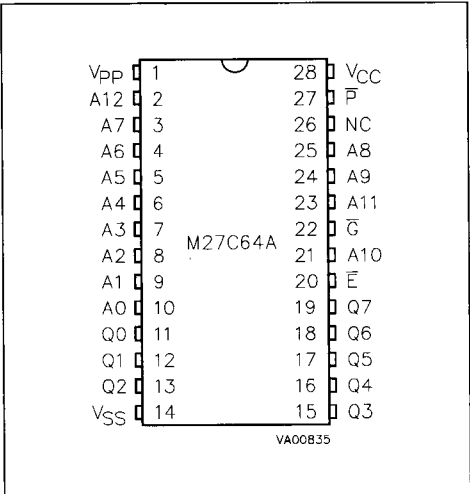 VPP 1 28 VCC
A12 2 27 P̅
A7 3 26 NC
A6 4 25 A8
A5 5 24 A9
A4 6 23 A11
A3 7 22 G̅
M27C64A
A2 8 21 A10
A1 9 20 E̅
A0 10 19 Q7
Q0 11 18 Q6
Q1 12 17 Q5
Q2 13 16 Q4
VSS 14 15 Q3
VA00835